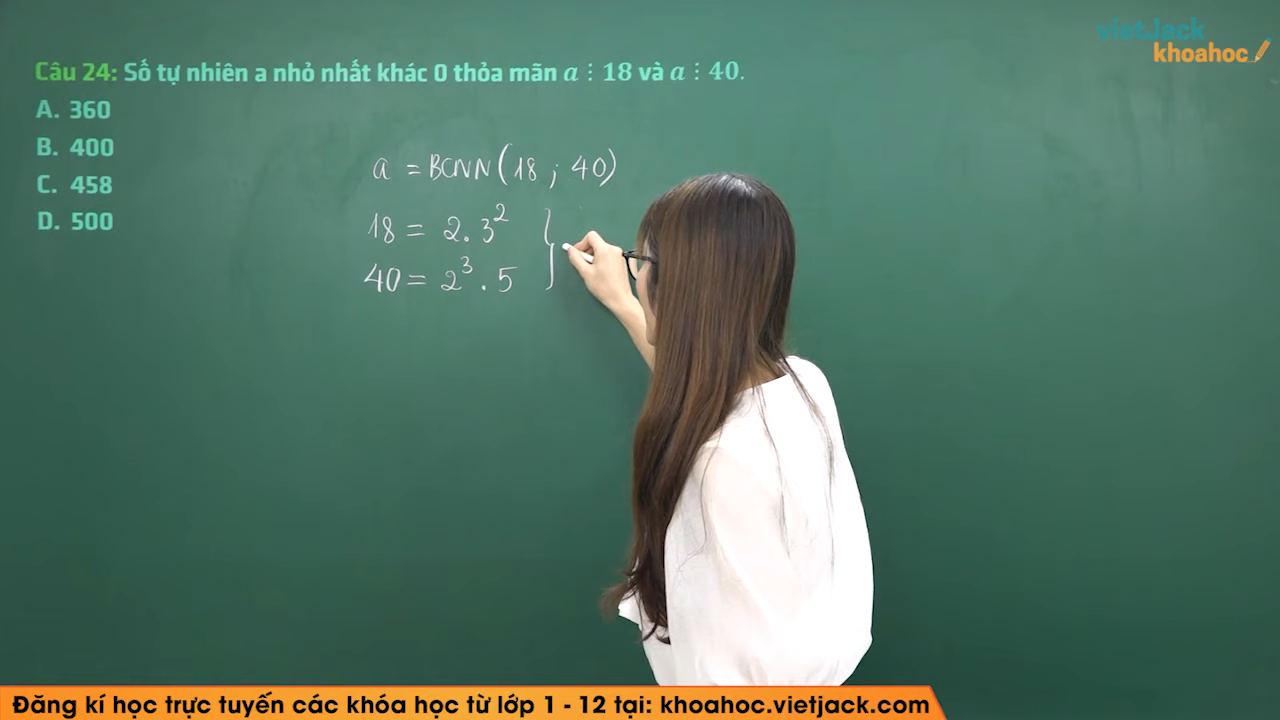 vietJack
khoahoc
Câu 24: Số tự nhiên a nhỏ nhất khác 0 thỏa mãn a ⋮ 18 và a ⋮ 40.
A. 360
B. 400
C. 458
D. 500
a = BCNN(18 ; 40)
18 = 2.3²
40 = 2³.5
Đăng kí học trực tuyến các khóa học từ lớp 1 - 12 tại: khoahoc.vietjack.com